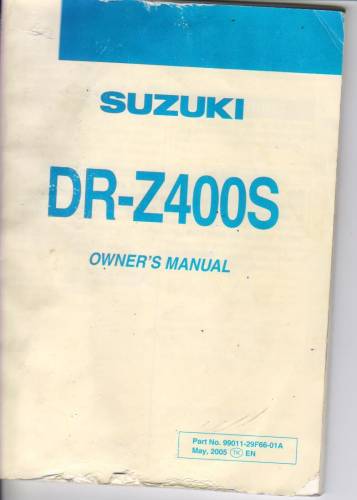 SUZUKI
DR-Z400S
OWNER'S MANUAL
Part No. 99011-29F66-01A
May, 2005 TK EN